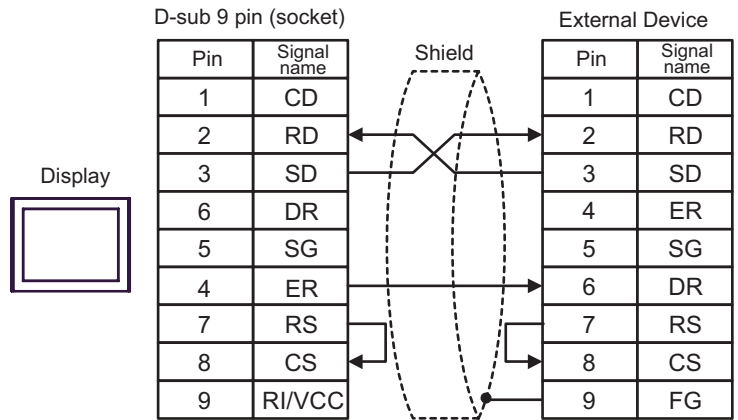 D-sub 9 pin (socket) External Device
Pin Signal name Shield Pin Signal name
1 CD 1 CD
2 RD 2 RD
Display 3 SD 3 SD
6 DR 4 ER
5 SG 5 SG
4 ER 6 DR
7 RS 7 RS
8 CS 8 CS
9 RI/VCC 9 FG